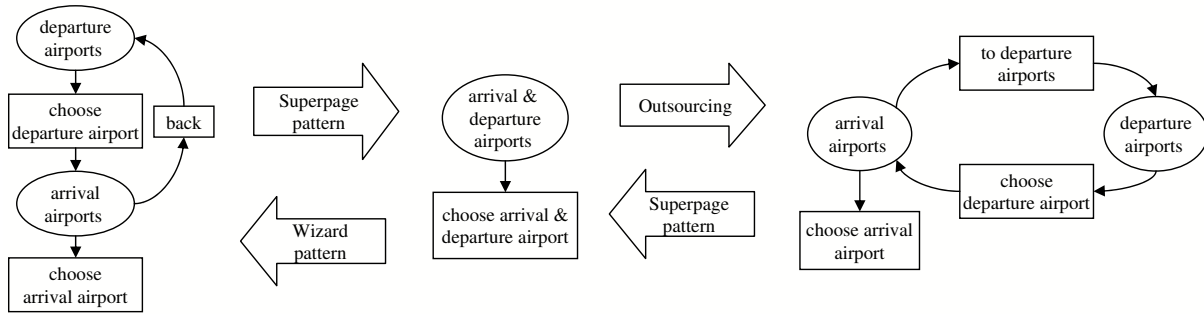 departure
airports
choose
departure airport
back
arrival
airports
choose
arrival airport
Superpage
pattern
Wizard
pattern
arrival &
departure
airports
choose arrival &
departure airport
Outsourcing
Superpage
pattern
to departure
airports
arrival
airports
departure
airports
choose
departure airport
choose arrival
airport